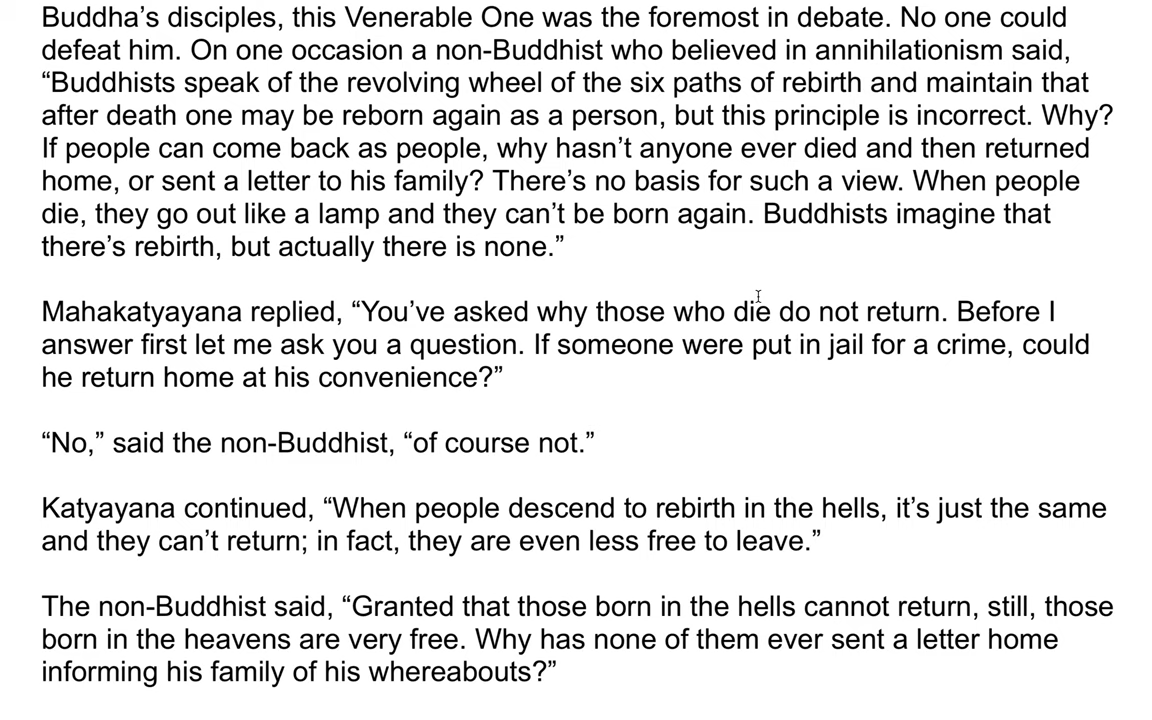 Buddha’s disciples, this Venerable One was the foremost in debate. No one could
defeat him. On one occasion a non-Buddhist who believed in annihilationism said,
“Buddhists speak of the revolving wheel of the six paths of rebirth and maintain that
after death one may be reborn again as a person, but this principle is incorrect. Why?
If people can come back as people, why hasn’t anyone ever died and then returned
home, or sent a letter to his family? There’s no basis for such a view. When people
die, they go out like a lamp and they can’t be born again. Buddhists imagine that
there’s rebirth, but actually there is none.”
Mahakatyayana replied, “You’ve asked why those who die do not return. Before I
answer first let me ask you a question. If someone were put in jail for a crime, could
he return home at his convenience?”
“No,” said the non-Buddhist, “of course not.”
Katyayana continued, “When people descend to rebirth in the hells, it’s just the same
and they can’t return; in fact, they are even less free to leave.”
The non-Buddhist said, “Granted that those born in the hells cannot return, still, those
born in the heavens are very free. Why has none of them ever sent a letter home
informing his family of his whereabouts?”